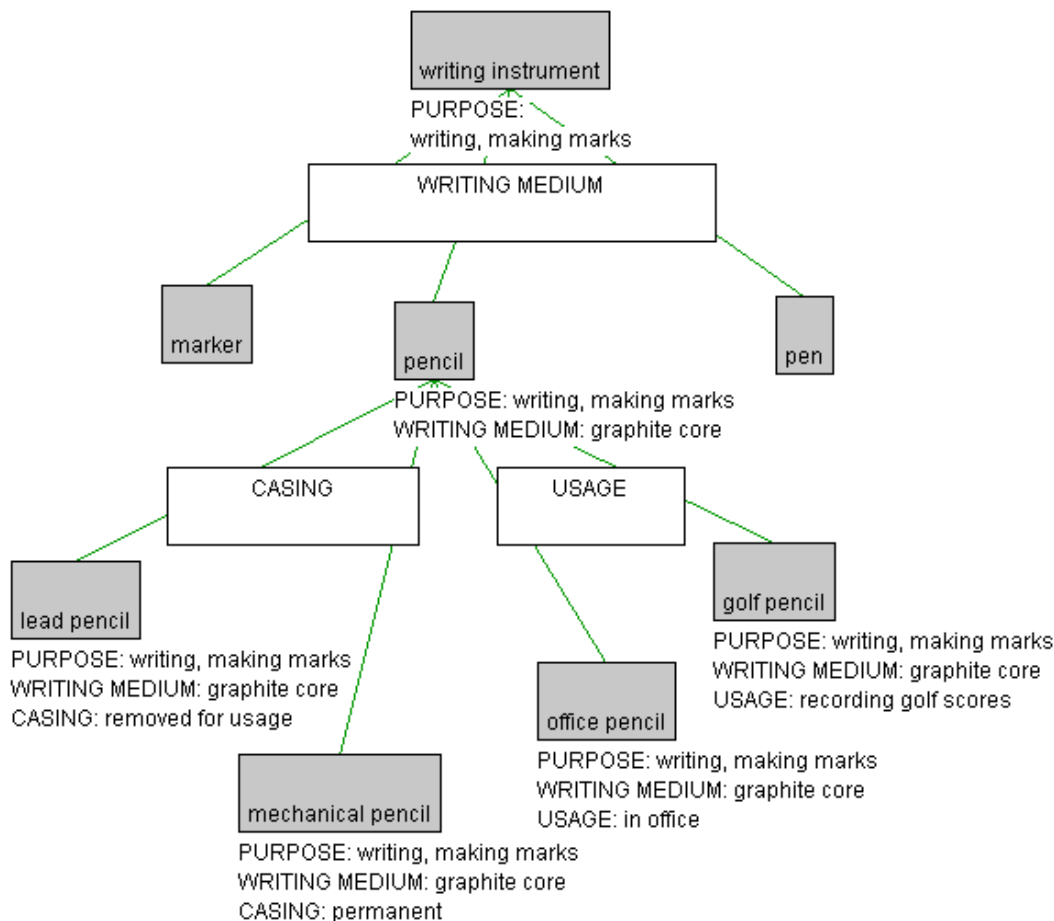 writing instrument
PURPOSE:
writing, making marks
WRITING MEDIUM
marker
pencil
pen
PURPOSE: writing, making marks
WRITING MEDIUM: graphite core
CASING
USAGE
lead pencil
PURPOSE: writing, making marks
WRITING MEDIUM: graphite core
CASING: removed for usage
golf pencil
PURPOSE: writing, making marks
WRITING MEDIUM: graphite core
USAGE: recording golf scores
office pencil
PURPOSE: writing, making marks
WRITING MEDIUM: graphite core
USAGE: in office
mechanical pencil
PURPOSE: writing, making marks
WRITING MEDIUM: graphite core
CASING: permanent